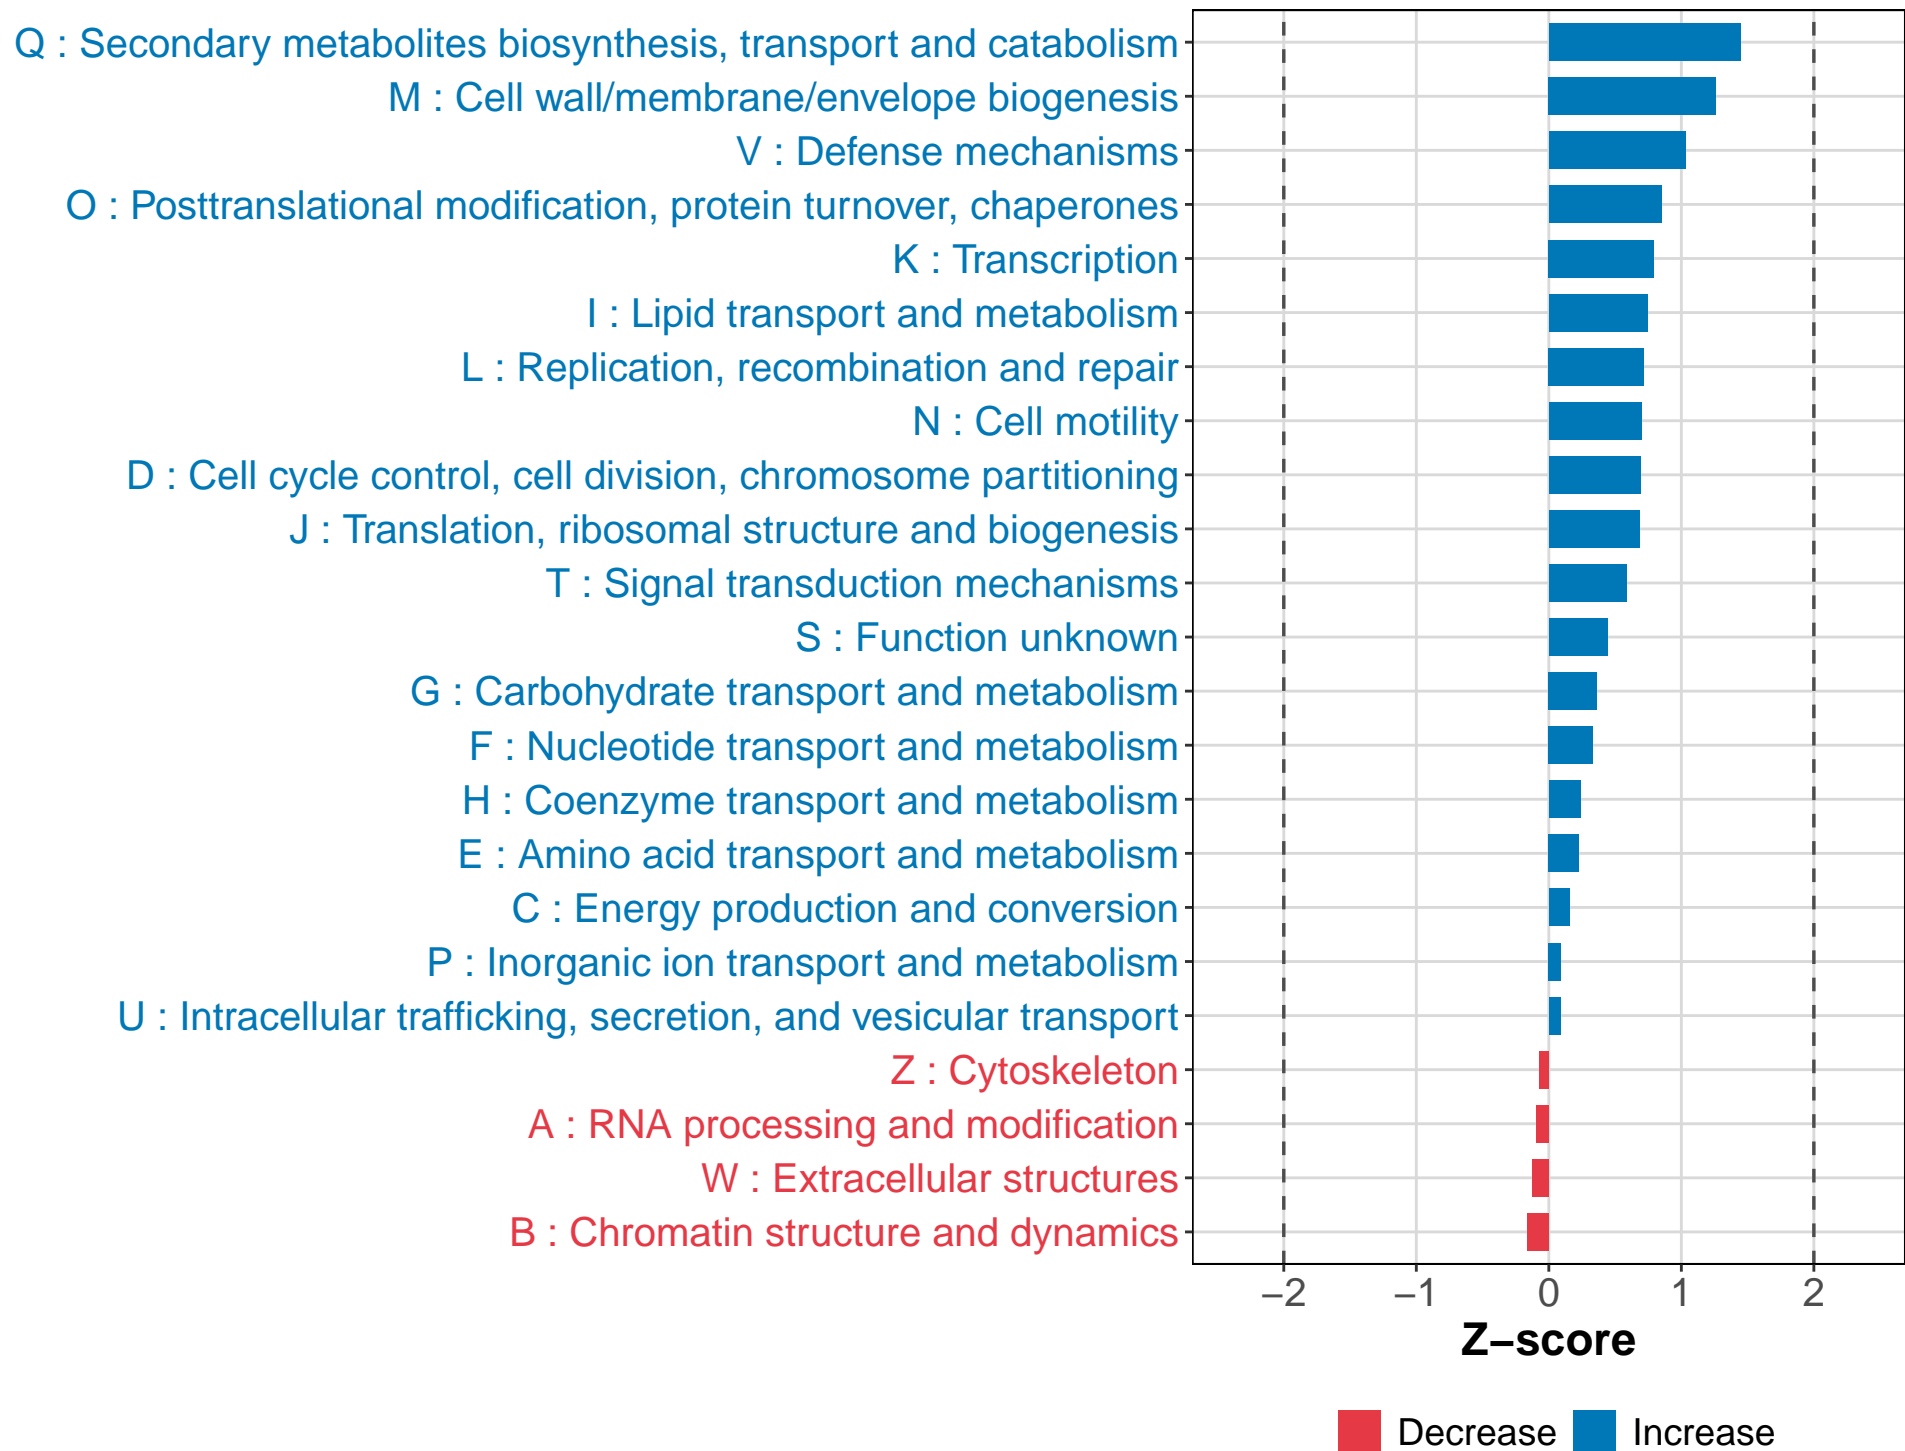 Q : Secondary metabolites biosynthesis, transport and catabolism
M : Cell wall/membrane/envelope biogenesis
V : Defense mechanisms
O : Posttranslational modification, protein turnover, chaperones
K : Transcription
I : Lipid transport and metabolism
L : Replication, recombination and repair
N : Cell motility
D : Cell cycle control, cell division, chromosome partitioning
J : Translation, ribosomal structure and biogenesis
T : Signal transduction mechanisms
S : Function unknown
G : Carbohydrate transport and metabolism
F : Nucleotide transport and metabolism
H : Coenzyme transport and metabolism
E : Amino acid transport and metabolism
C : Energy production and conversion
P : Inorganic ion transport and metabolism
U : Intracellular trafficking, secretion, and vesicular transport
Z : Cytoskeleton
A : RNA processing and modification
W : Extracellular structures
B : Chromatin structure and dynamics
−2 −1 0 1 2
Z−score
Decrease Increase